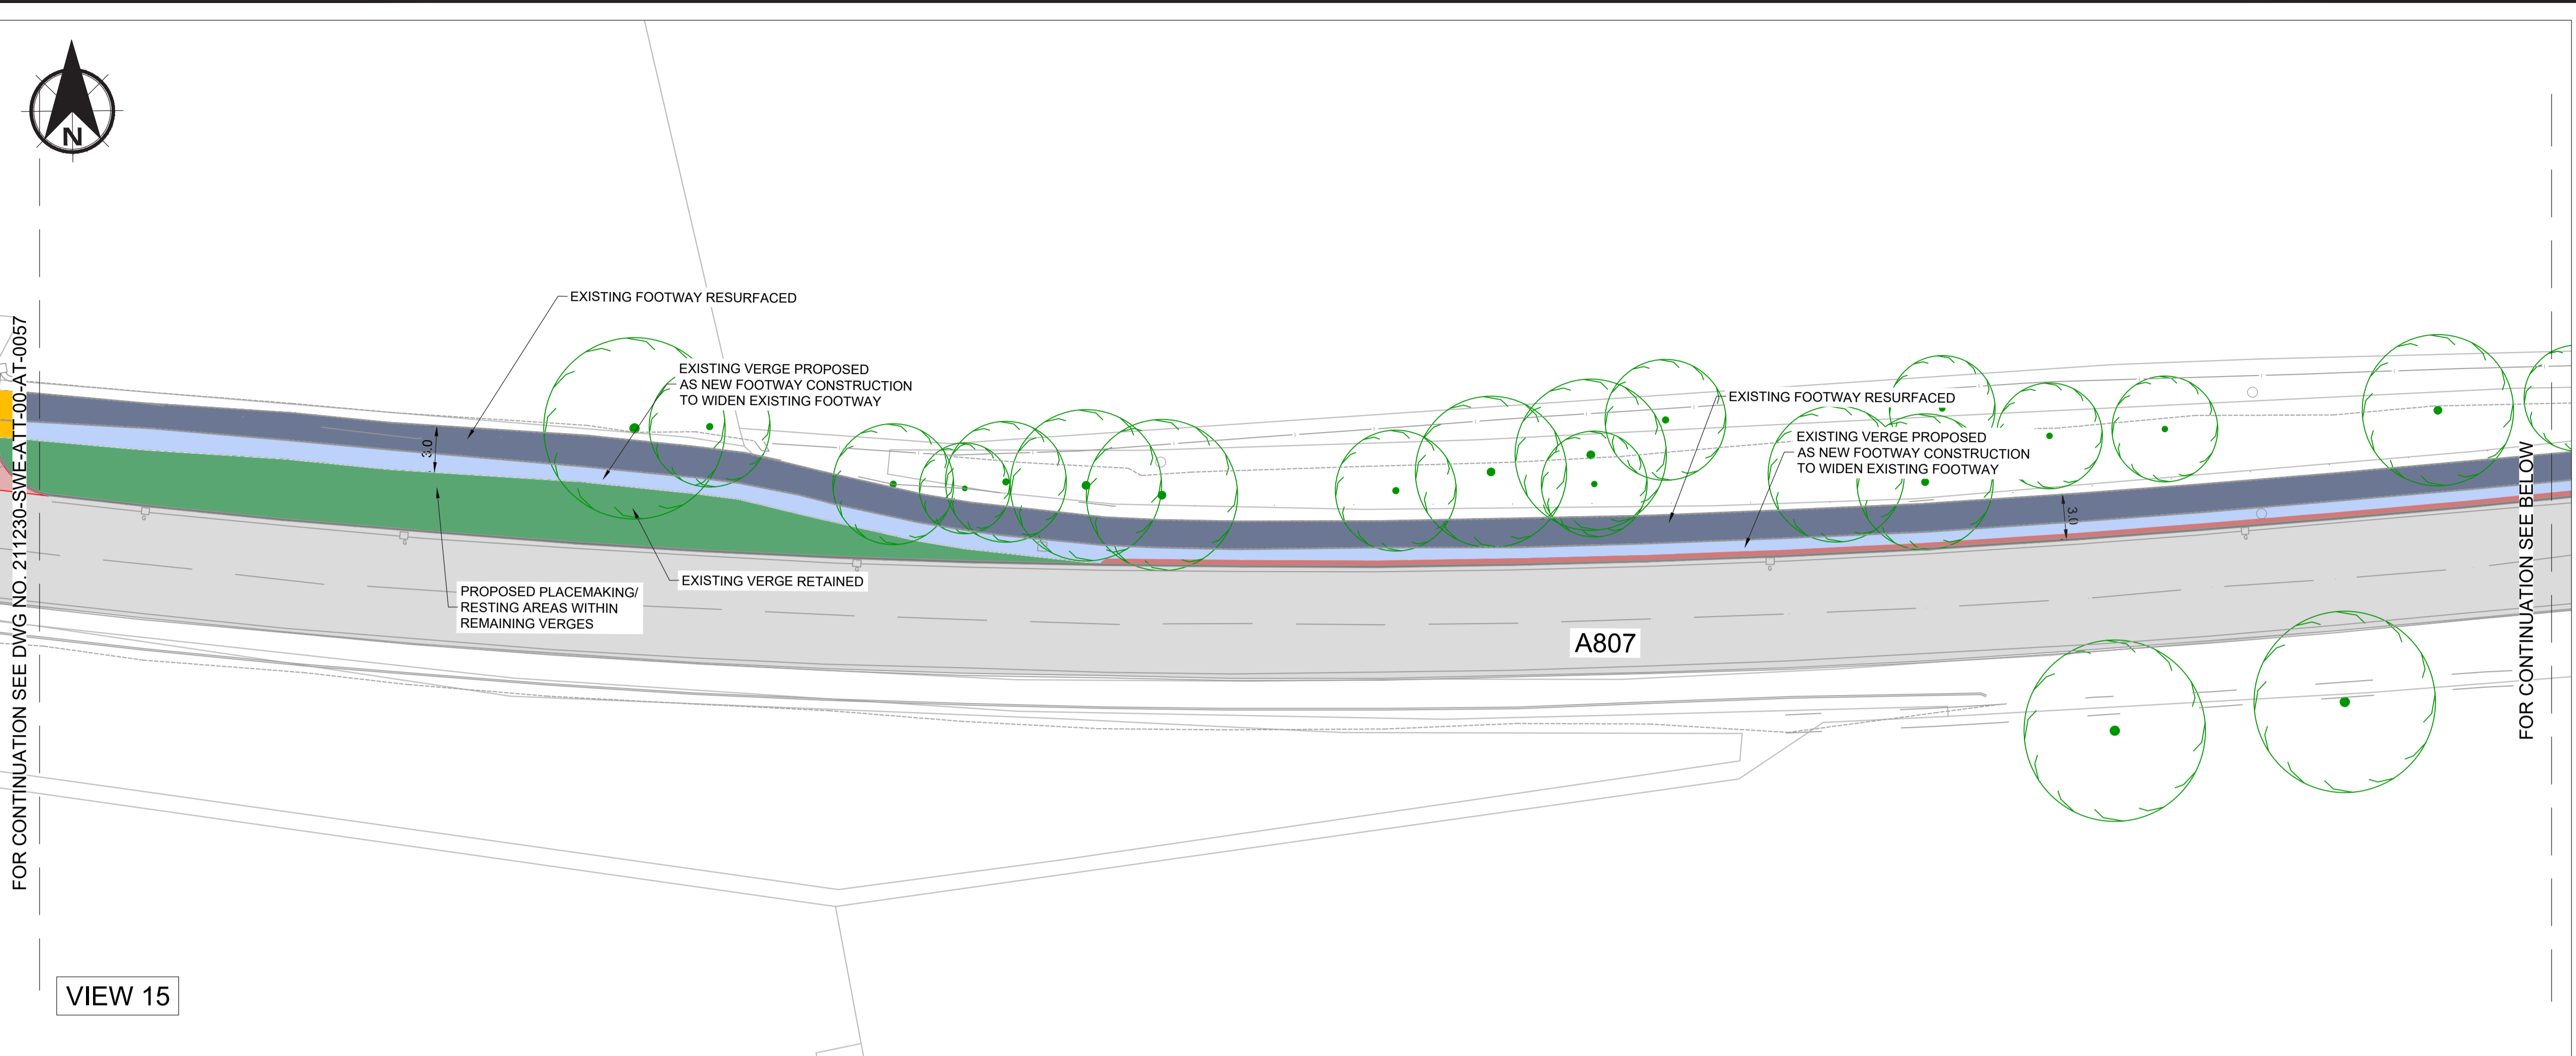 N
FOR CONTINUATION SEE DWG NO. 211230-SWE-ATT-00-AT-0057
EXISTING FOOTWAY RESURFACED
EXISTING VERGE PROPOSED
AS NEW FOOTWAY CONSTRUCTION
TO WIDEN EXISTING FOOTWAY
3.0
EXISTING VERGE RETAINED
PROPOSED PLACEMAKING/
RESTING AREAS WITHIN
REMAINING VERGES
EXISTING FOOTWAY RESURFACED
EXISTING VERGE PROPOSED
AS NEW FOOTWAY CONSTRUCTION
TO WIDEN EXISTING FOOTWAY
3.0
A807
FOR CONTINUATION SEE BELOW
VIEW 15